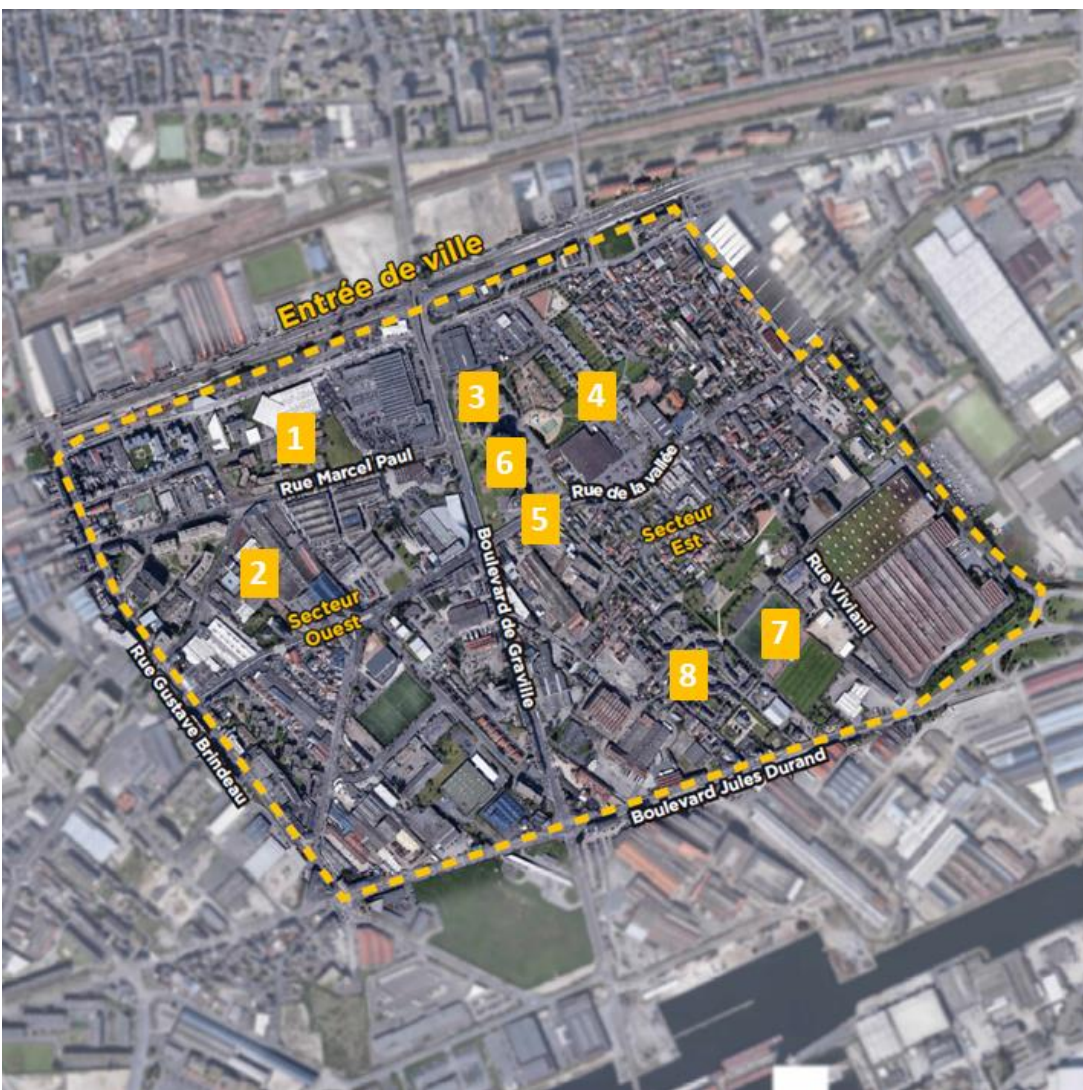 Entrée de ville
3
4
1
Rue Marcel Paul
6
Rue de la vallée
5
Secteur
Est
2
Secteur
Ouest
Boulevard de Graville
Rue Viviani
7
8
Rue Gustave Brindeau
Boulevard Jules Durand